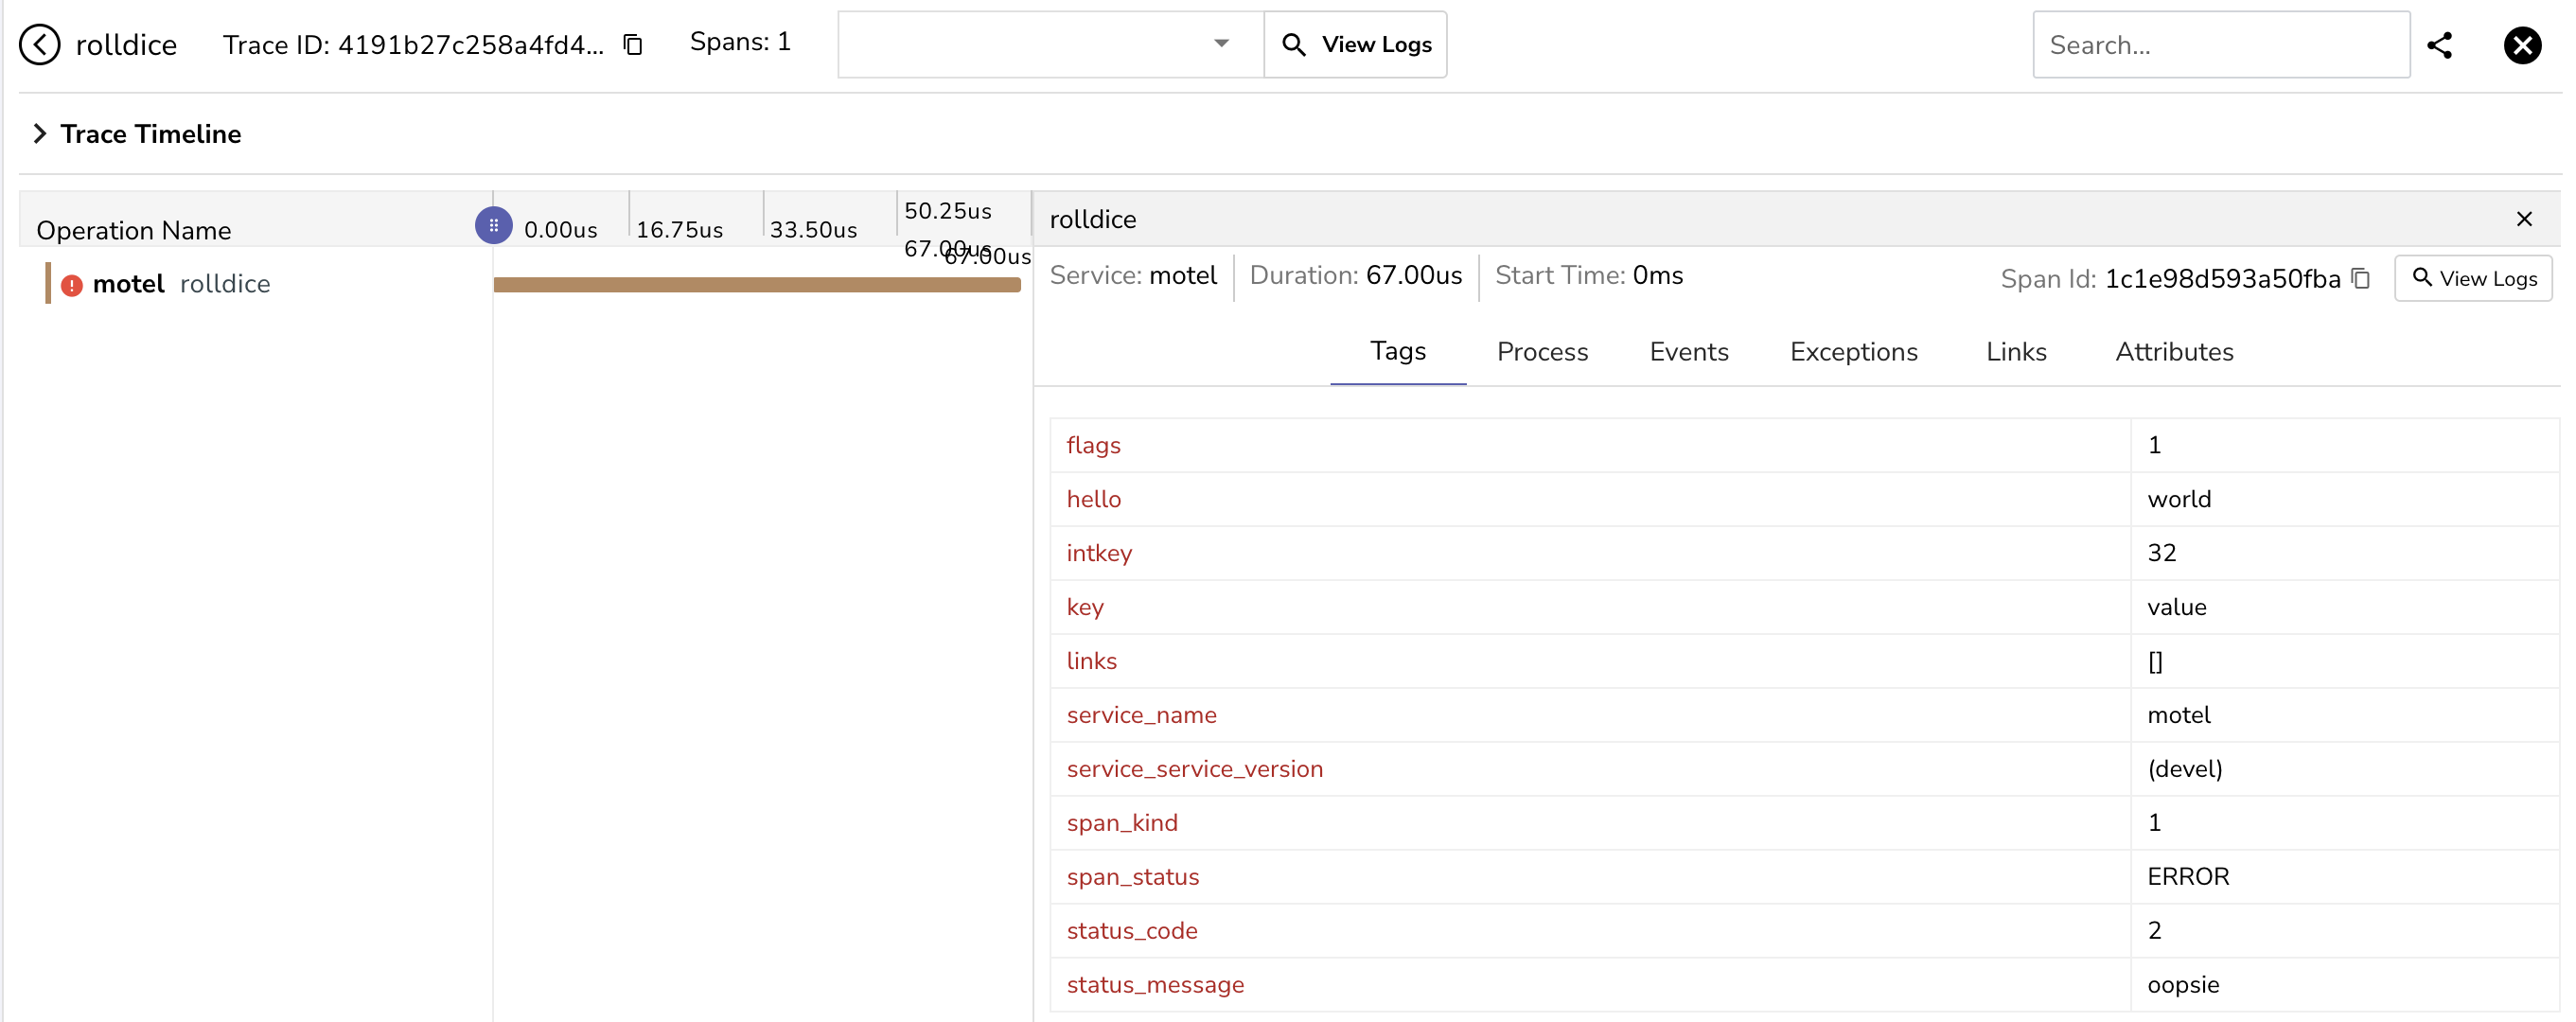 rolldice
Trace ID: 4191b27c258a4fd4...
Spans: 1
View Logs
Search...
Trace Timeline
Operation Name
0.00us
16.75us
33.50us
50.25us
67.00us
67.00us
motel rolldice
rolldice
Service: motel
Duration: 67.00us
Start Time: 0ms
Span Id: 1c1e98d593a50fba
View Logs
Tags
Process
Events
Exceptions
Links
Attributes
flags 1
hello world
intkey 32
key value
links []
service_name motel
service_service_version (devel)
span_kind 1
span_status ERROR
status_code 2
status_message oopsie